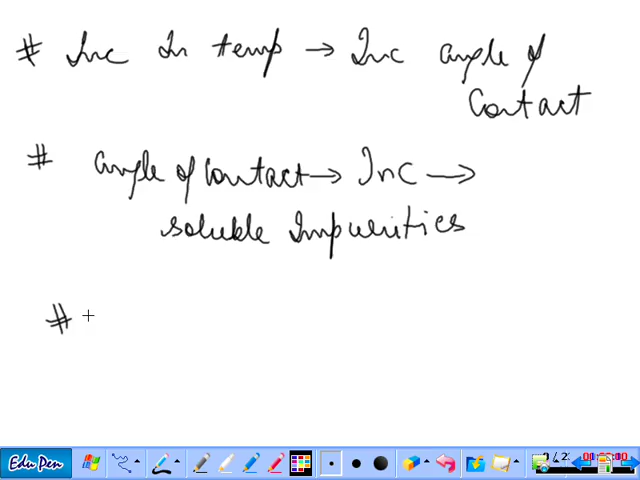 # Inc In temp → Inc angle of
contact
# angle of contact → Inc →
soluble Impurities
#
Edu Pen